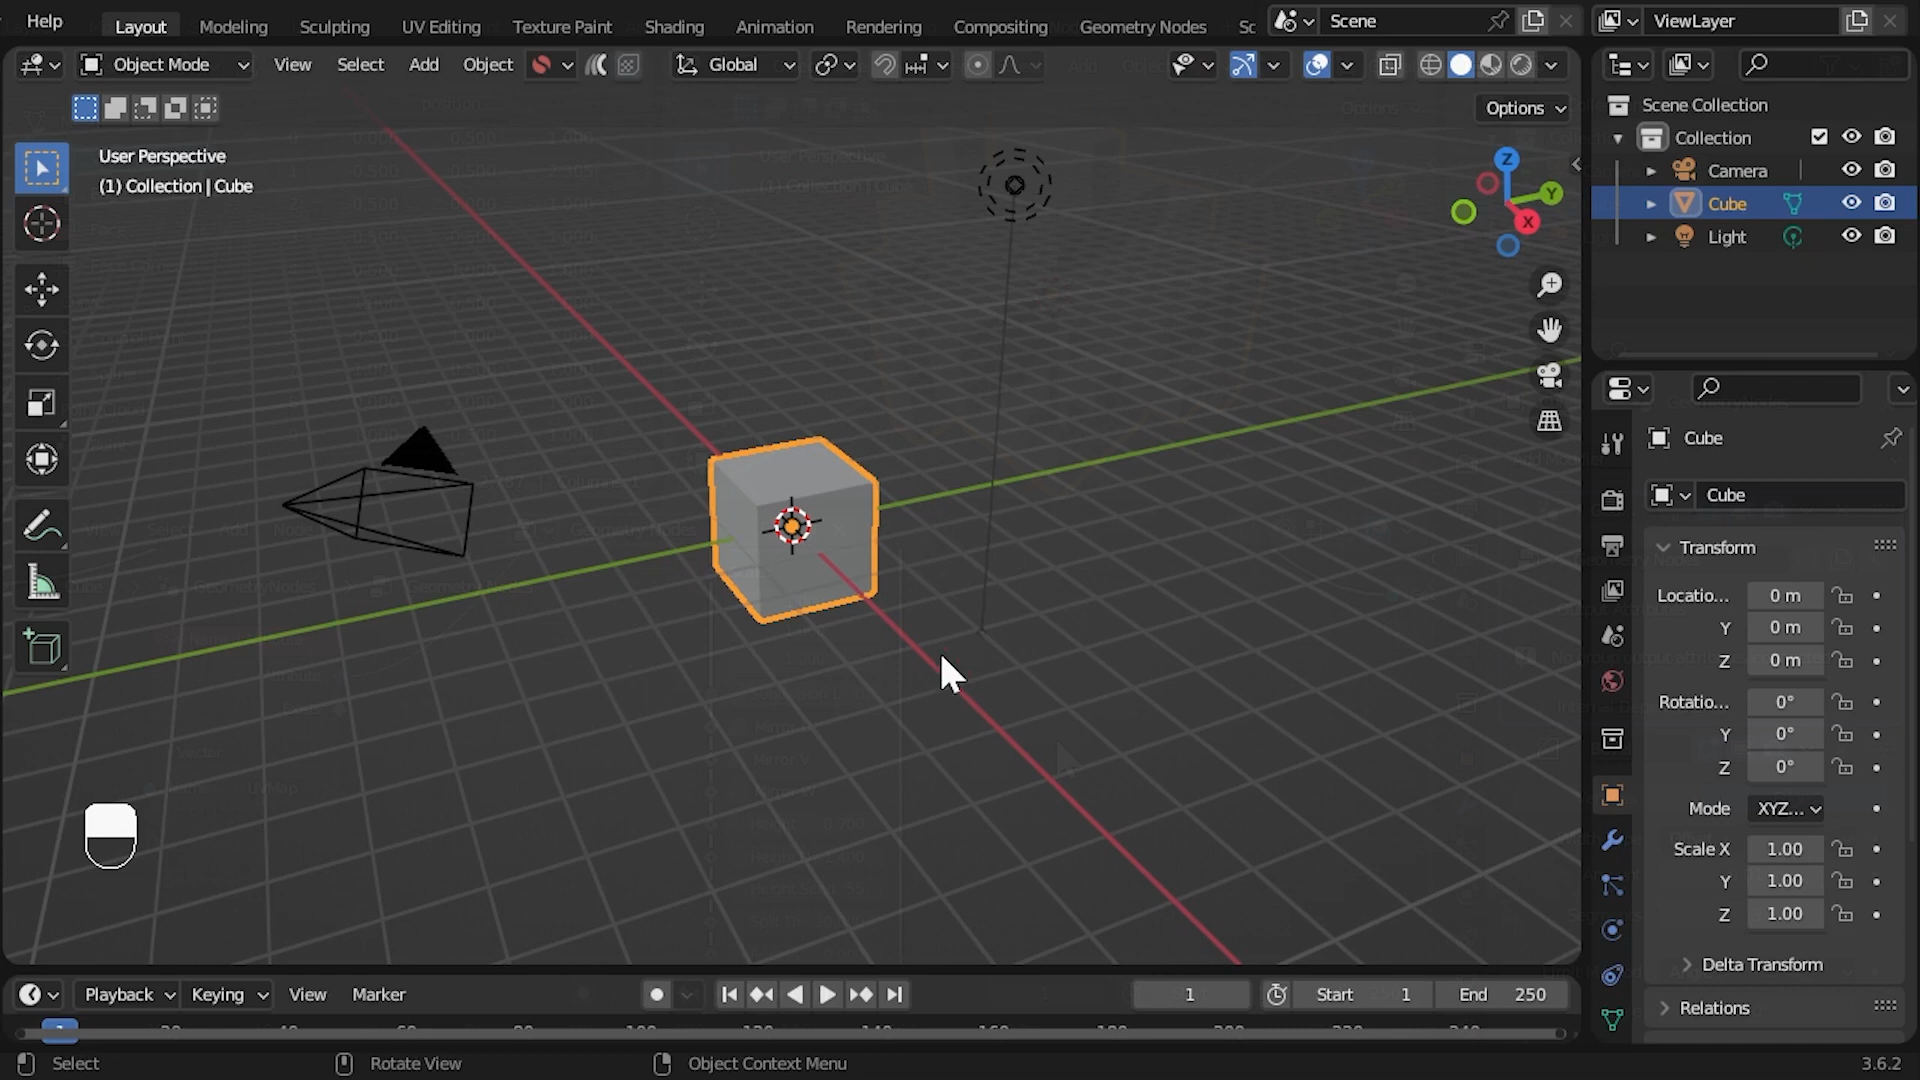 Help
Layout Modeling Sculpting UV Editing Texture Paint Shading Animation Rendering Compositing Geometry Nodes Sc
Scene
ViewLayer
Object Mode View Select Add Object Global
Options
User Perspective
(1) Collection | Cube
Z
Y
X
Scene Collection
Collection
Camera
Cube
Light
Cube
Cube
Transform
Locatio... 0 m
Y 0 m
Z 0 m
Rotatio... 0°
Y 0°
Z 0°
Mode XYZ...
Scale X 1.00
Y 1.00
Z 1.00
Delta Transform
Relations
Playback Keying View Marker
1
Start 1
End 250
1
Select
Rotate View
Object Context Menu
3.6.2